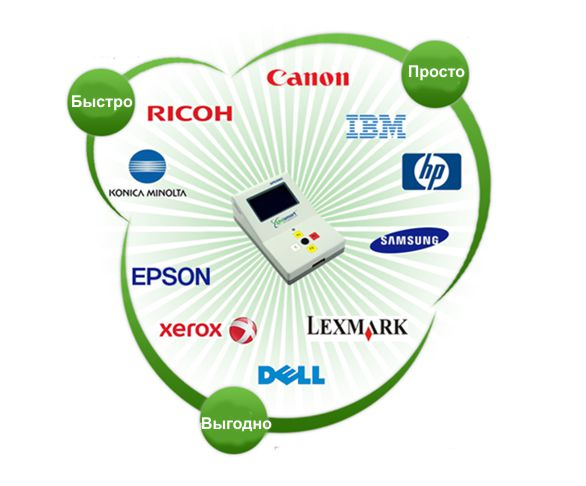 Просто
Canon
Быстро
RICOH
IBM
hp
KONICA MINOLTA
SAMSUNG
EPSON
xerox
LEXMARK
DELL
Выгодно